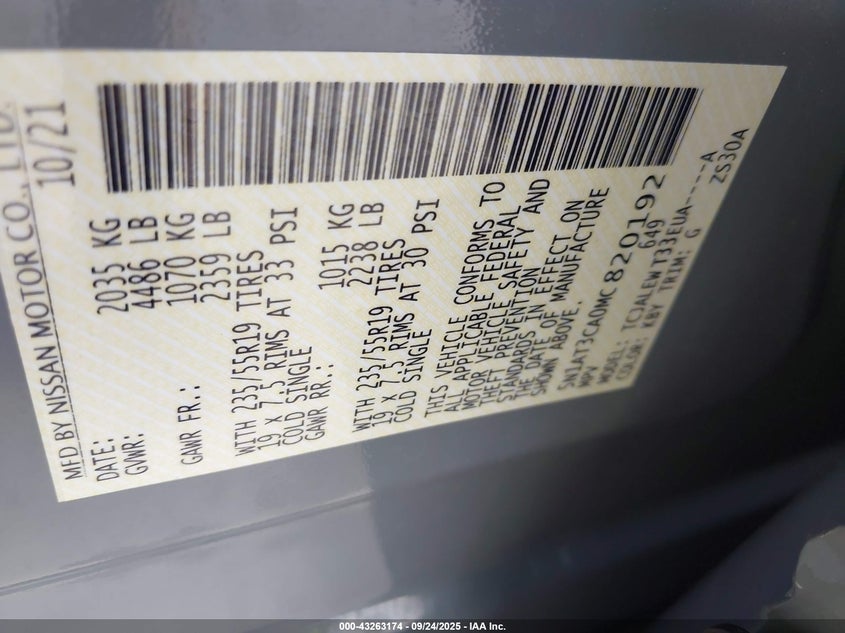 MFD BY NISSAN MOTOR CO., LTD.
DATE: 10/21
GVWR: 2035 KG
4486 LB
GAWR FR.: 1070 KG
2359 LB
WITH 235/55R19 TIRES
19 X 7.5 RIMS AT 33 PSI
COLD SINGLE
GAWR RR.: 1015 KG
2238 LB
WITH 235/55R19 TIRES
19 X 7.5 RIMS AT 30 PSI
COLD SINGLE
THIS VEHICLE CONFORMS TO
ALL APPLICABLE FEDERAL
MOTOR VEHICLE SAFETY AND
THEFT PREVENTION
STANDARDS IN EFFECT ON
THE DATE OF MANUFACTURE
SHOWN ABOVE.
5N1AT3CA0MC820192
MPV 649
MODEL: TCJALEWT33EUA----A
COLOR: KBY TRIM: G ZS30A
000-43263174 - 09/24/2025 - IAA Inc.